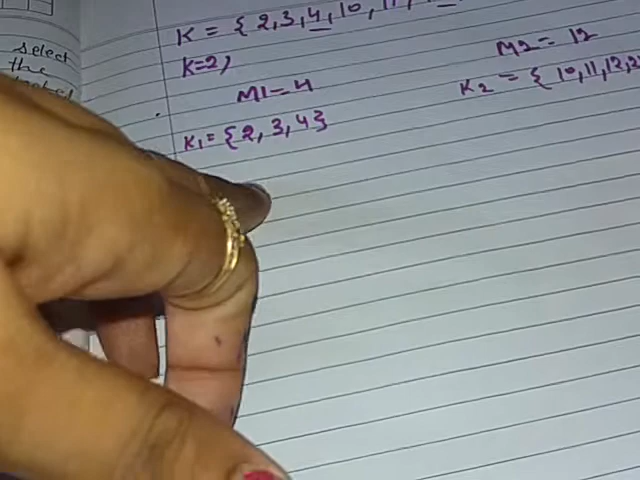 K = { 2, 3, 4, 10, 11,
select
the
K=2,
M1 = 4
M2 = 12
K1 = {2, 3, 4}
K2 = { 10, 11, 12, 2